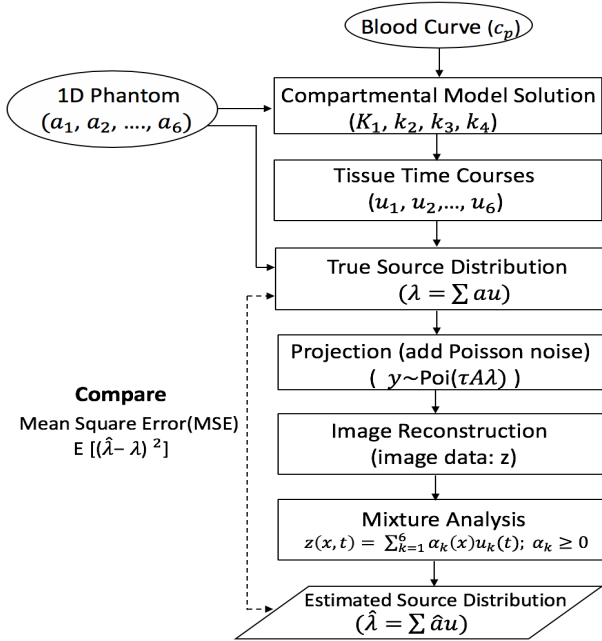 Blood Curve (c_p)
1D Phantom
(a_1, a_2, ...., a_6)
Compartmental Model Solution
(K_1, k_2, k_3, k_4)
Tissue Time Courses
(u_1, u_2,..., u_6)
True Source Distribution
(λ = ∑ au)
Projection (add Poisson noise)
( y~Poi(τAλ) )
Compare
Mean Square Error(MSE)
E [(λ̂− λ) ²]
Image Reconstruction
(image data: z)
Mixture Analysis
z(x, t) = ∑_{k=1}^{6} α_k(x)u_k(t); α_k ≥ 0
Estimated Source Distribution
(λ̂ = ∑ âu)